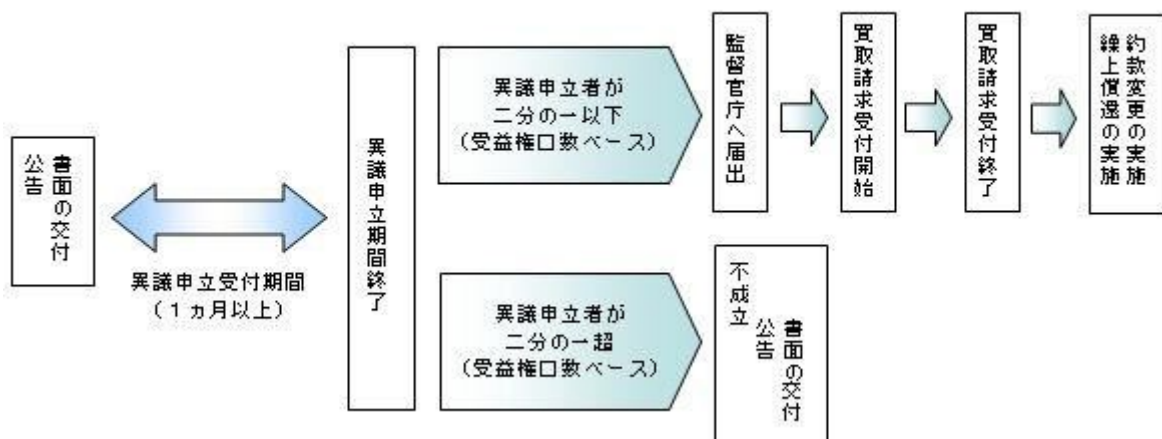 書面の交付
公告
異議申立受付期間
(1ヵ月以上)
異議申立期間終了
異議申立者が
二分の一以下
(受益権口数ベース)
監督官庁へ届出
買取請求受付開始
買取請求受付終了
約款変更の実施
繰上償還の実施
異議申立者が
二分の一超
(受益権口数ベース)
不成立
書面の交付
公告